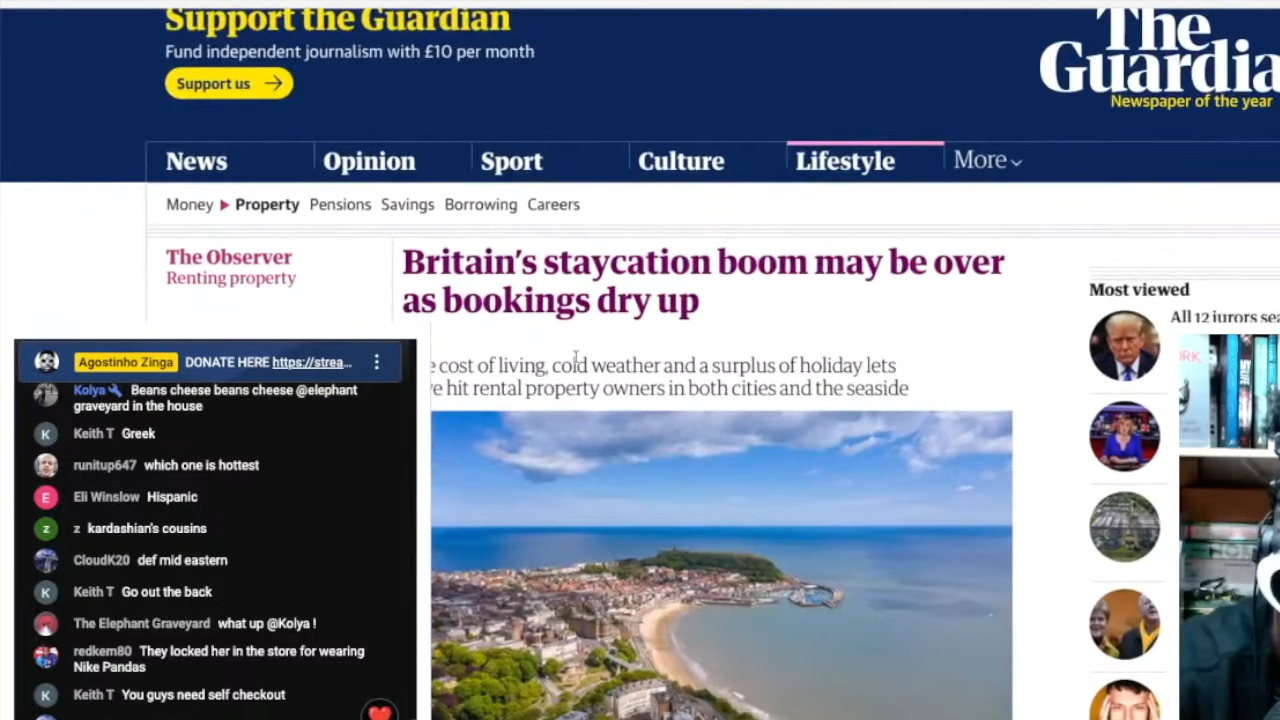 Support the Guardian
Fund independent journalism with £10 per month
Support us
The
Guardia
Newspaper of the year
News
Opinion
Sport
Culture
Lifestyle
More
Money
Property
Pensions
Savings
Borrowing
Careers
The Observer
Renting property
Britain's staycation boom may be over
as bookings dry up
cost of living, cold weather and a surplus of holiday lets
hit rental property owners in both cities and the seaside
Most viewed
All 12 jurors sea
Agostinho Zinga DONATE HERE https://strea...
Kolya Beans cheese beans cheese @elephant
graveyard in the house
K Keith T Greek
runitup647 which one is hottest
E Eli Winslow Hispanic
z z kardashian's cousins
CloudK20 def mid eastern
K Keith T Go out the back
The Elephant Graveyard what up @Kolya !
redkem80 They locked her in the store for wearing
Nike Pandas
K Keith T You guys need self checkout